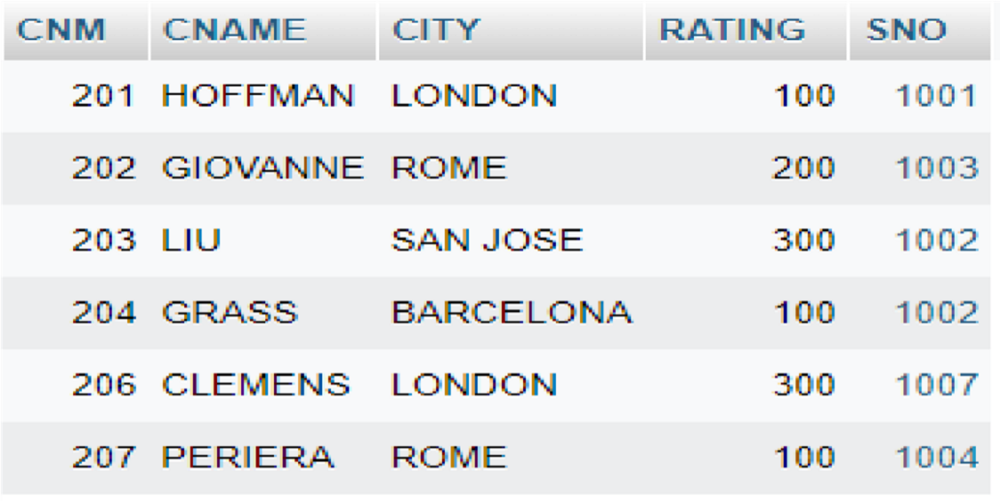 CNM CNAME CITY RATING SNO
201 HOFFMAN LONDON 100 1001
202 GIOVANNE ROME 200 1003
203 LIU SAN JOSE 300 1002
204 GRASS BARCELONA 100 1002
206 CLEMENS LONDON 300 1007
207 PERIERA ROME 100 1004